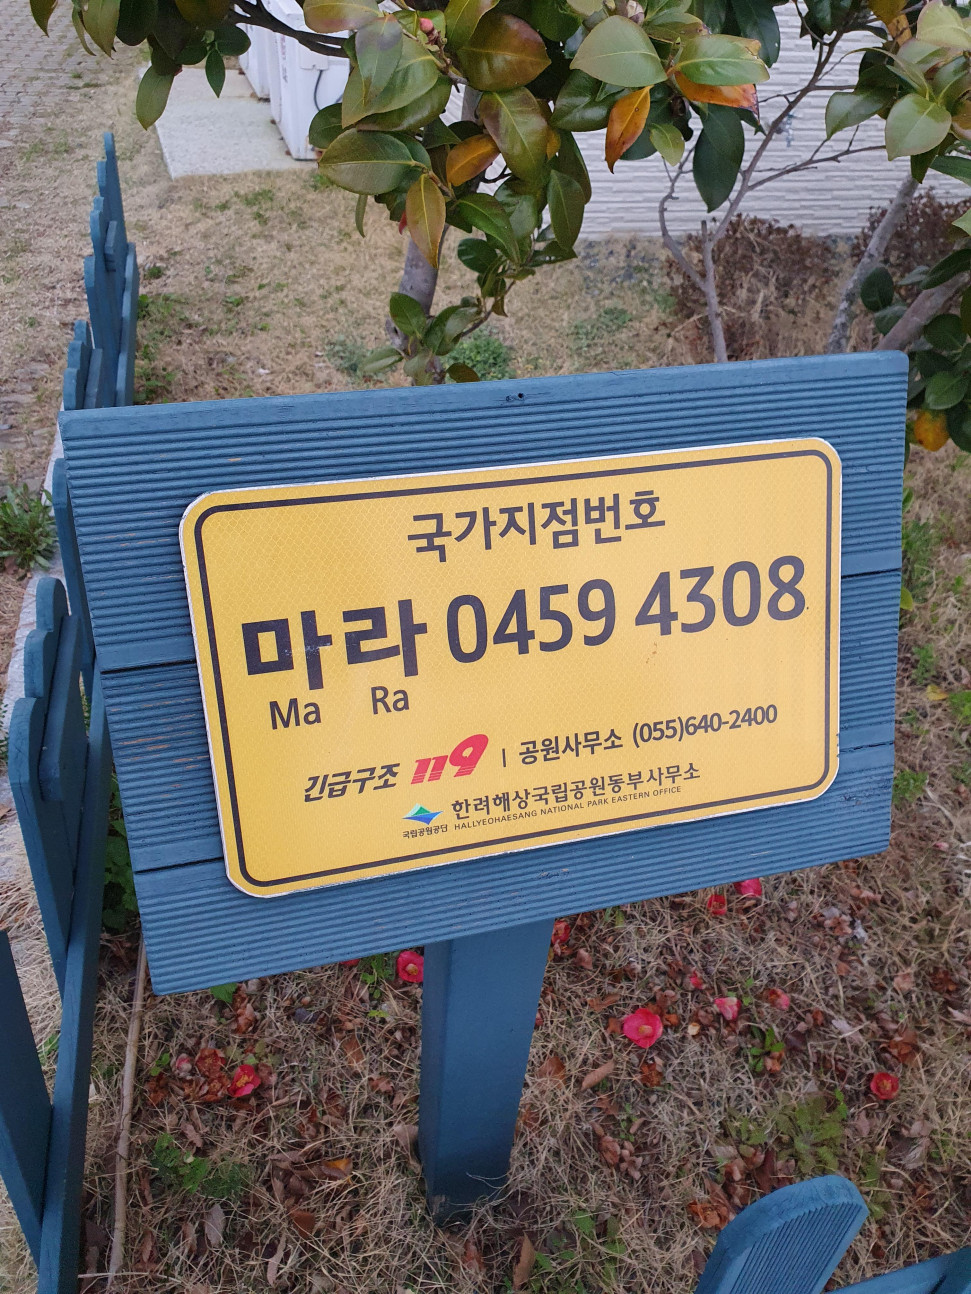 국가지점번호
마라 0459 4308
Ma Ra
긴급구조 119 | 공원사무소 (055)640-2400
국립공원공단 한려해상국립공원동부사무소
HALLYEOHAESANG NATIONAL PARK EASTERN OFFICE